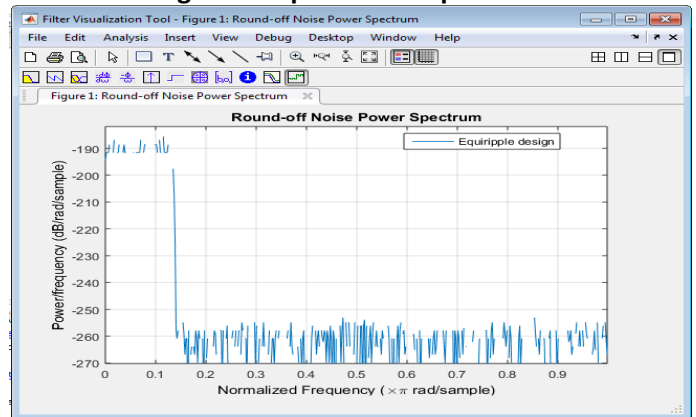 Filter Visualization Tool - Figure 1: Round-off Noise Power Spectrum
File Edit Analysis Insert View Debug Desktop Window Help
Figure 1: Round-off Noise Power Spectrum
Round-off Noise Power Spectrum
Equiripple design
Power/frequency (dB/rad/sample)
-190
-200
-210
-220
-230
-240
-250
-260
-270
0 0.1 0.2 0.3 0.4 0.5 0.6 0.7 0.8 0.9
Normalized Frequency (×π rad/sample)